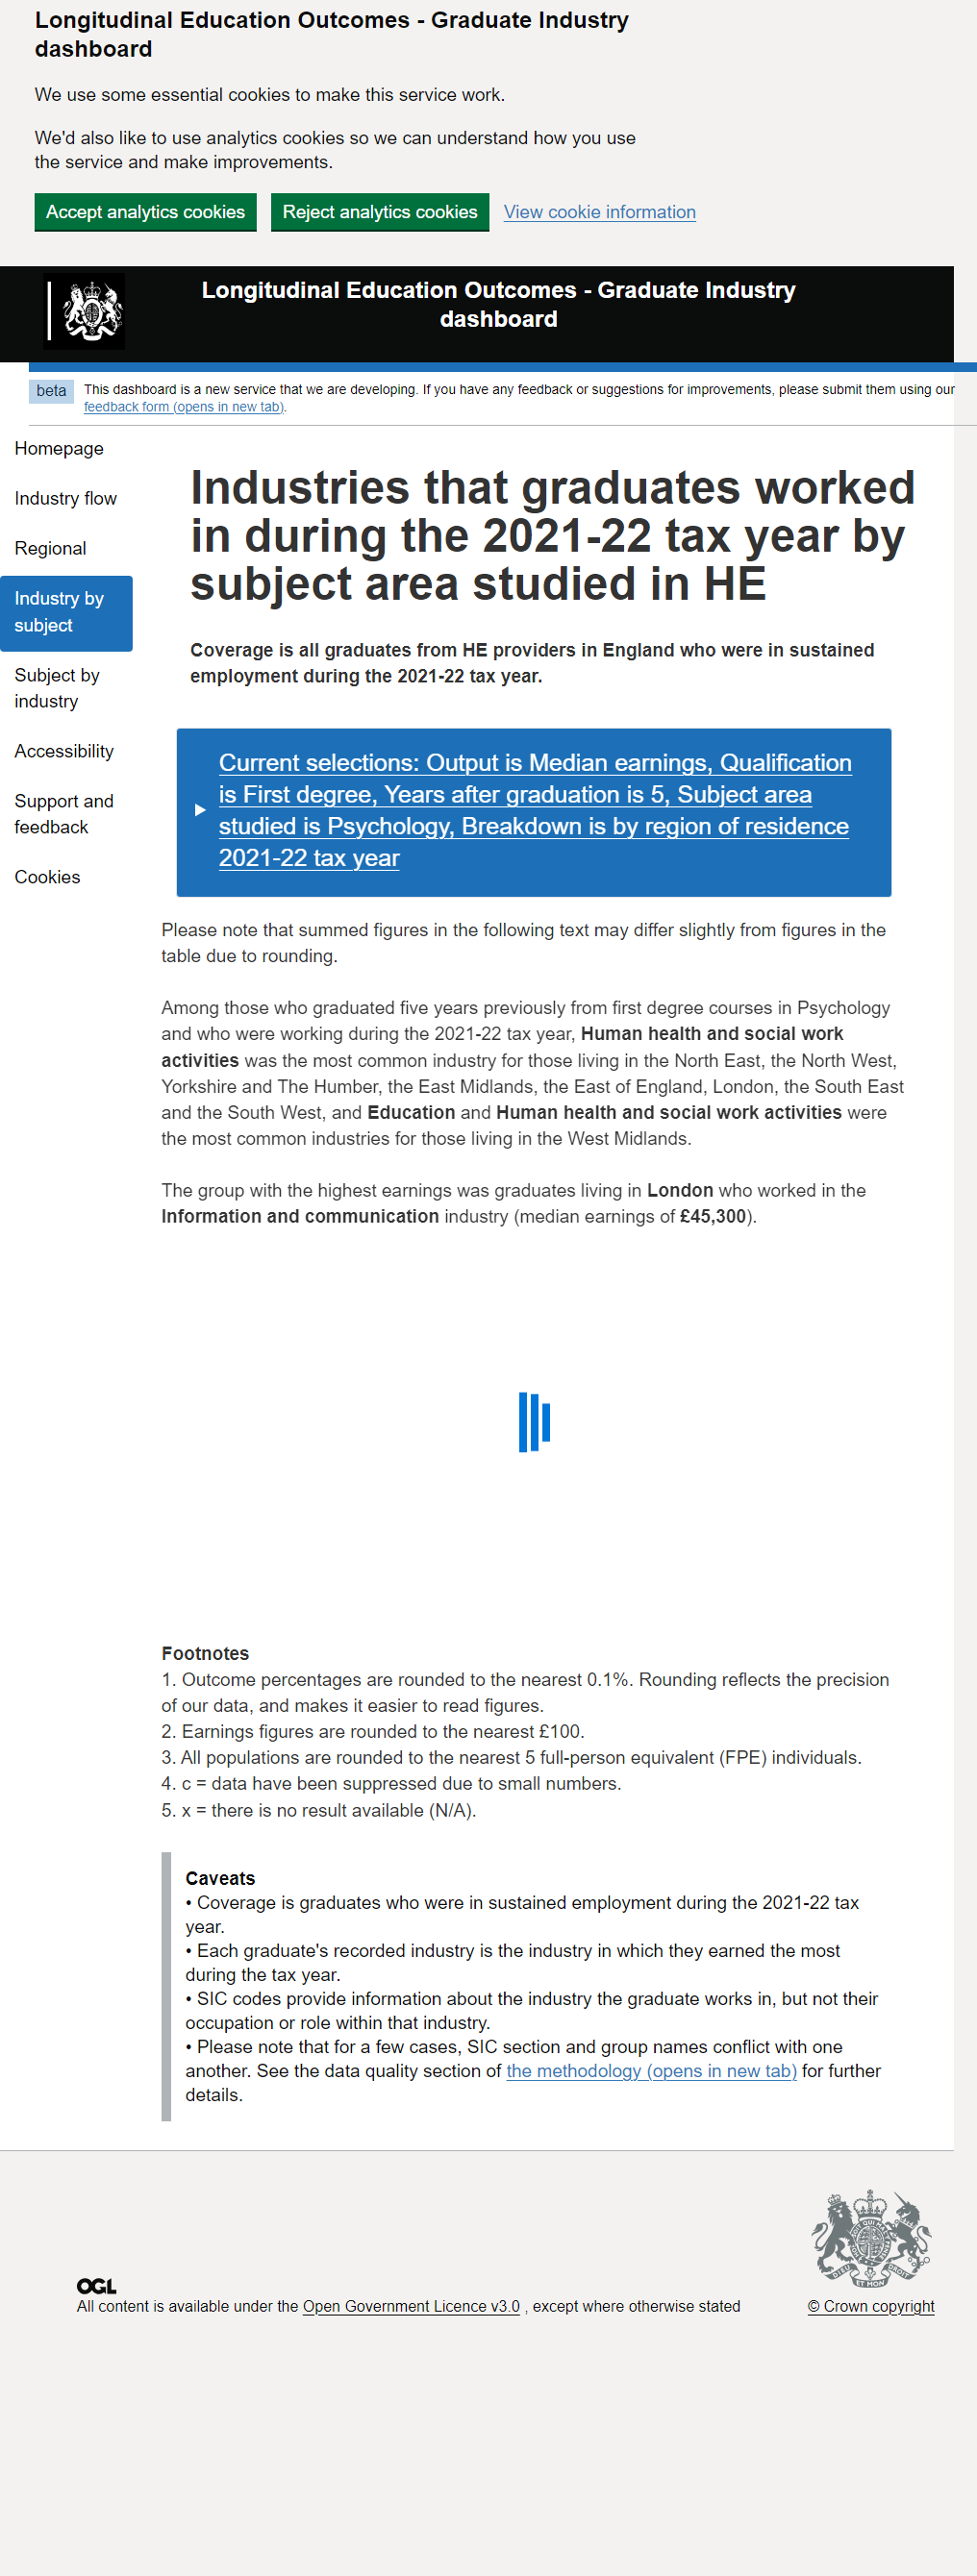 Longitudinal Education Outcomes - Graduate Industry
dashboard
We use some essential cookies to make this service work.
We'd also like to use analytics cookies so we can understand how you use
the service and make improvements.
Accept analytics cookies Reject analytics cookies View cookie information
Longitudinal Education Outcomes - Graduate Industry
dashboard
beta This dashboard is a new service that we are developing. If you have any feedback or suggestions for improvements, please submit them using our
feedback form (opens in new tab).
Homepage
Industry flow
Regional
Industry by
subject
Subject by
industry
Accessibility
Support and
feedback
Cookies
Industries that graduates worked
in during the 2021-22 tax year by
subject area studied in HE
Coverage is all graduates from HE providers in England who were in sustained
employment during the 2021-22 tax year.
Current selections: Output is Median earnings, Qualification
is First degree, Years after graduation is 5, Subject area
studied is Psychology, Breakdown is by region of residence
2021-22 tax year
Please note that summed figures in the following text may differ slightly from figures in the
table due to rounding.
Among those who graduated five years previously from first degree courses in Psychology
and who were working during the 2021-22 tax year, Human health and social work
activities was the most common industry for those living in the North East, the North West,
Yorkshire and The Humber, the East Midlands, the East of England, London, the South East
and the South West, and Education and Human health and social work activities were
the most common industries for those living in the West Midlands.
The group with the highest earnings was graduates living in London who worked in the
Information and communication industry (median earnings of £45,300).
Footnotes
1. Outcome percentages are rounded to the nearest 0.1%. Rounding reflects the precision
of our data, and makes it easier to read figures.
2. Earnings figures are rounded to the nearest £100.
3. All populations are rounded to the nearest 5 full-person equivalent (FPE) individuals.
4. c = data have been suppressed due to small numbers.
5. x = there is no result available (N/A).
Caveats
• Coverage is graduates who were in sustained employment during the 2021-22 tax
year.
• Each graduate's recorded industry is the industry in which they earned the most
during the tax year.
• SIC codes provide information about the industry the graduate works in, but not their
occupation or role within that industry.
• Please note that for a few cases, SIC section and group names conflict with one
another. See the data quality section of the methodology (opens in new tab) for further
details.
OGL
All content is available under the Open Government Licence v3.0 , except where otherwise stated
© Crown copyright